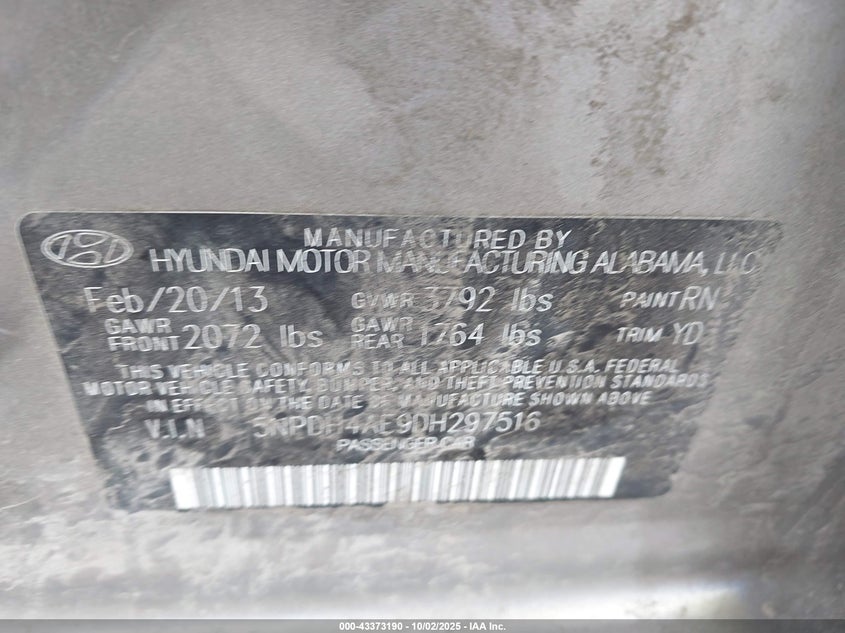 MANUFACTURED BY
HYUNDAI MOTOR MANUFACTURING ALABAMA, LLC
Feb/20/13 GVWR 3792 lbs PAINT RN
GAWR FRONT 2072 lbs GAWR REAR 1764 lbs TRIM YD
THIS VEHICLE CONFORMS TO ALL APPLICABLE U.S.A. FEDERAL
MOTOR VEHICLE SAFETY, BUMPER, AND THEFT PREVENTION STANDARDS
IN EFFECT ON THE DATE OF MANUFACTURE SHOWN ABOVE
V.I.N 5NPDH4AE9DH297516
PASSENGER CAR
000-43373190 - 10/02/2025 - IAA Inc.